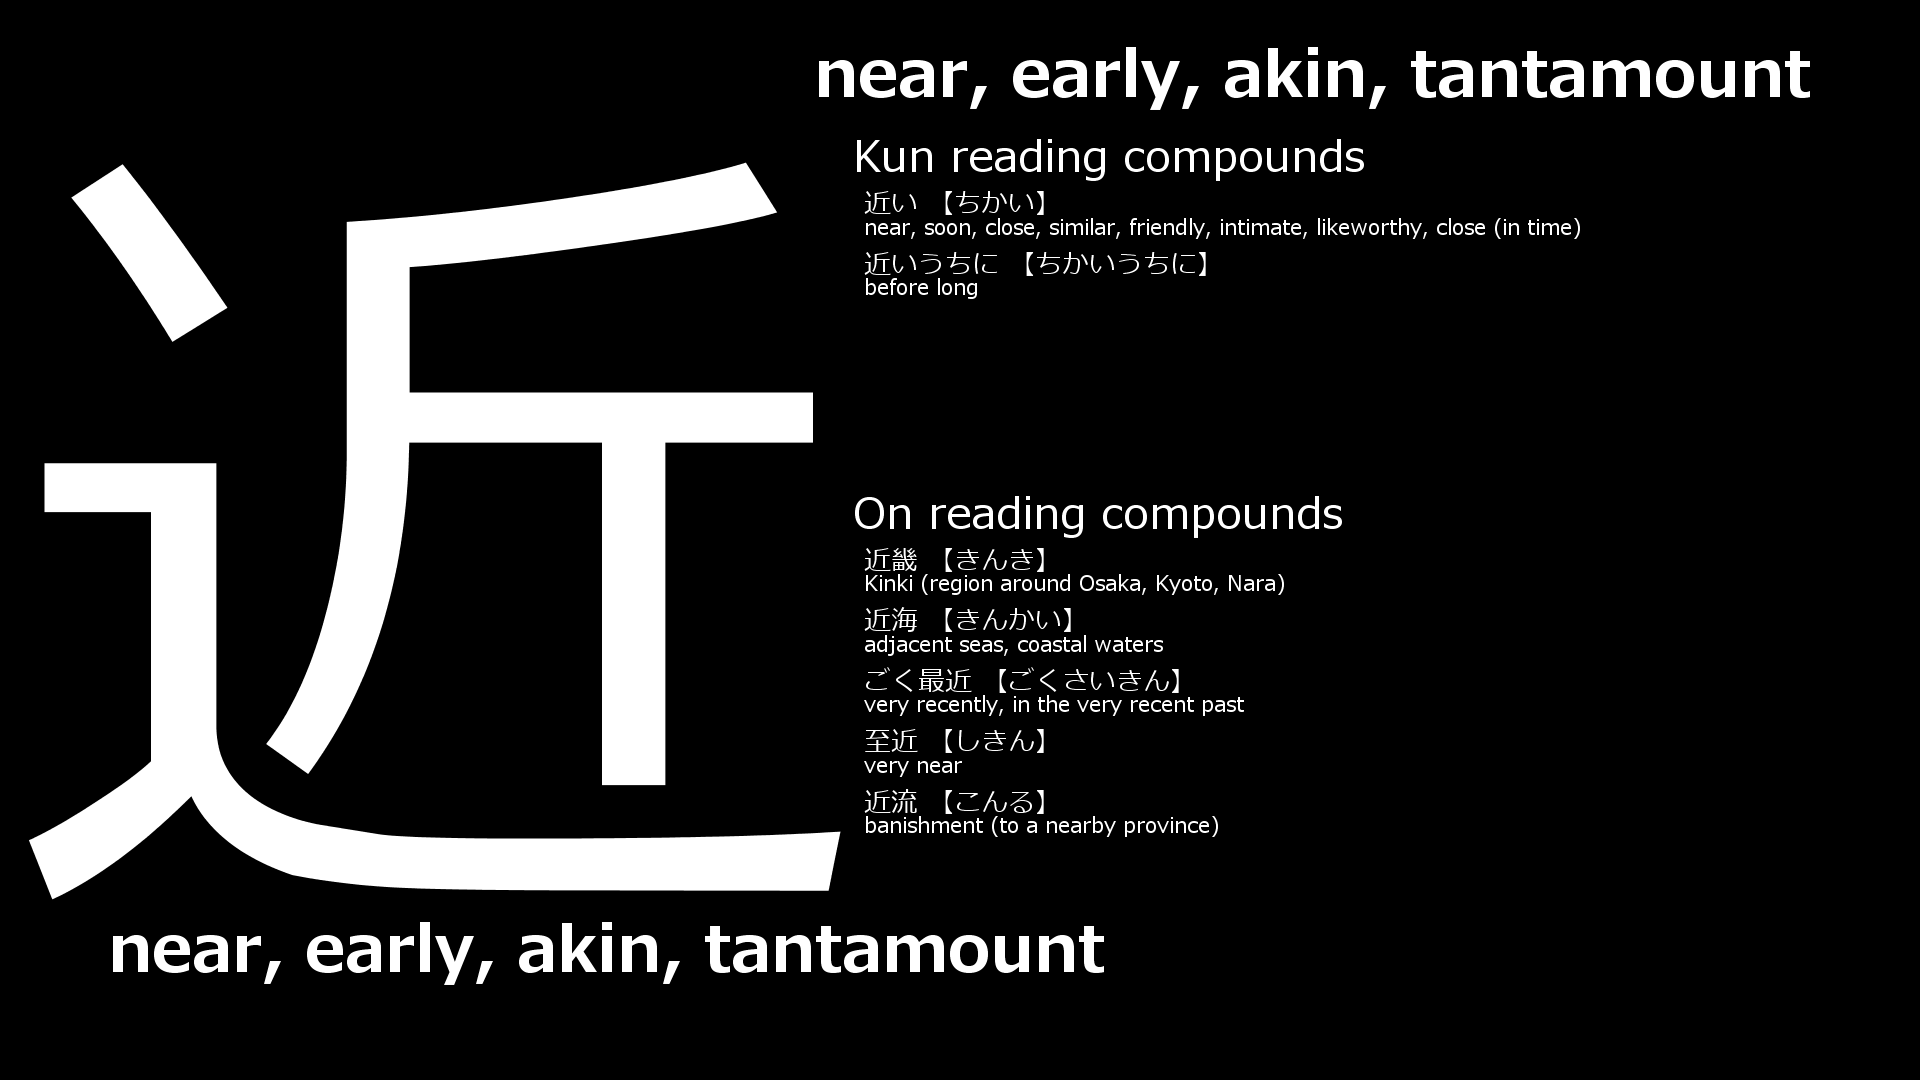 近
near, early, akin, tantamount
Kun reading compounds
近い 【ちかい】
near, soon, close, similar, friendly, intimate, likeworthy, close (in time)
近いうちに 【ちかいうちに】
before long
On reading compounds
近畿 【きんき】
Kinki (region around Osaka, Kyoto, Nara)
近海 【きんかい】
adjacent seas, coastal waters
ごく最近 【ごくさいきん】
very recently, in the very recent past
至近 【しきん】
very near
近流 【こんる】
banishment (to a nearby province)
near, early, akin, tantamount